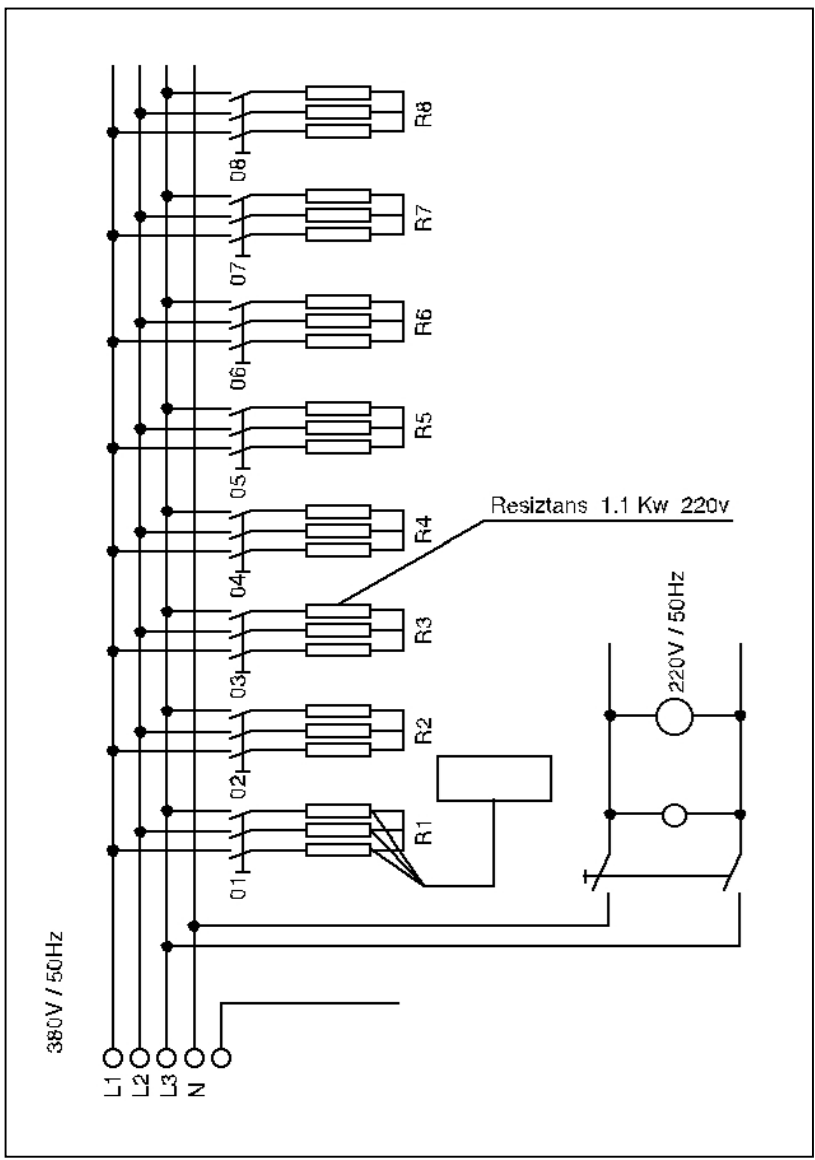 R8
08
R7
07
R6
06
R5
05
Resiztans 1.1 Kw 220v
R4
04
220V / 50Hz
R3
03
R2
02
R1
01
380V / 50Hz
L1
L2
L3
N